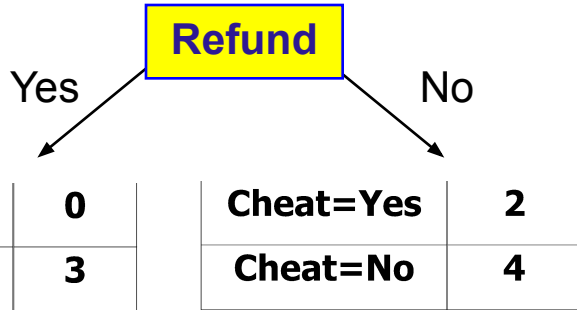 Refund
Yes
No
0
Cheat=Yes 2
3
Cheat=No 4